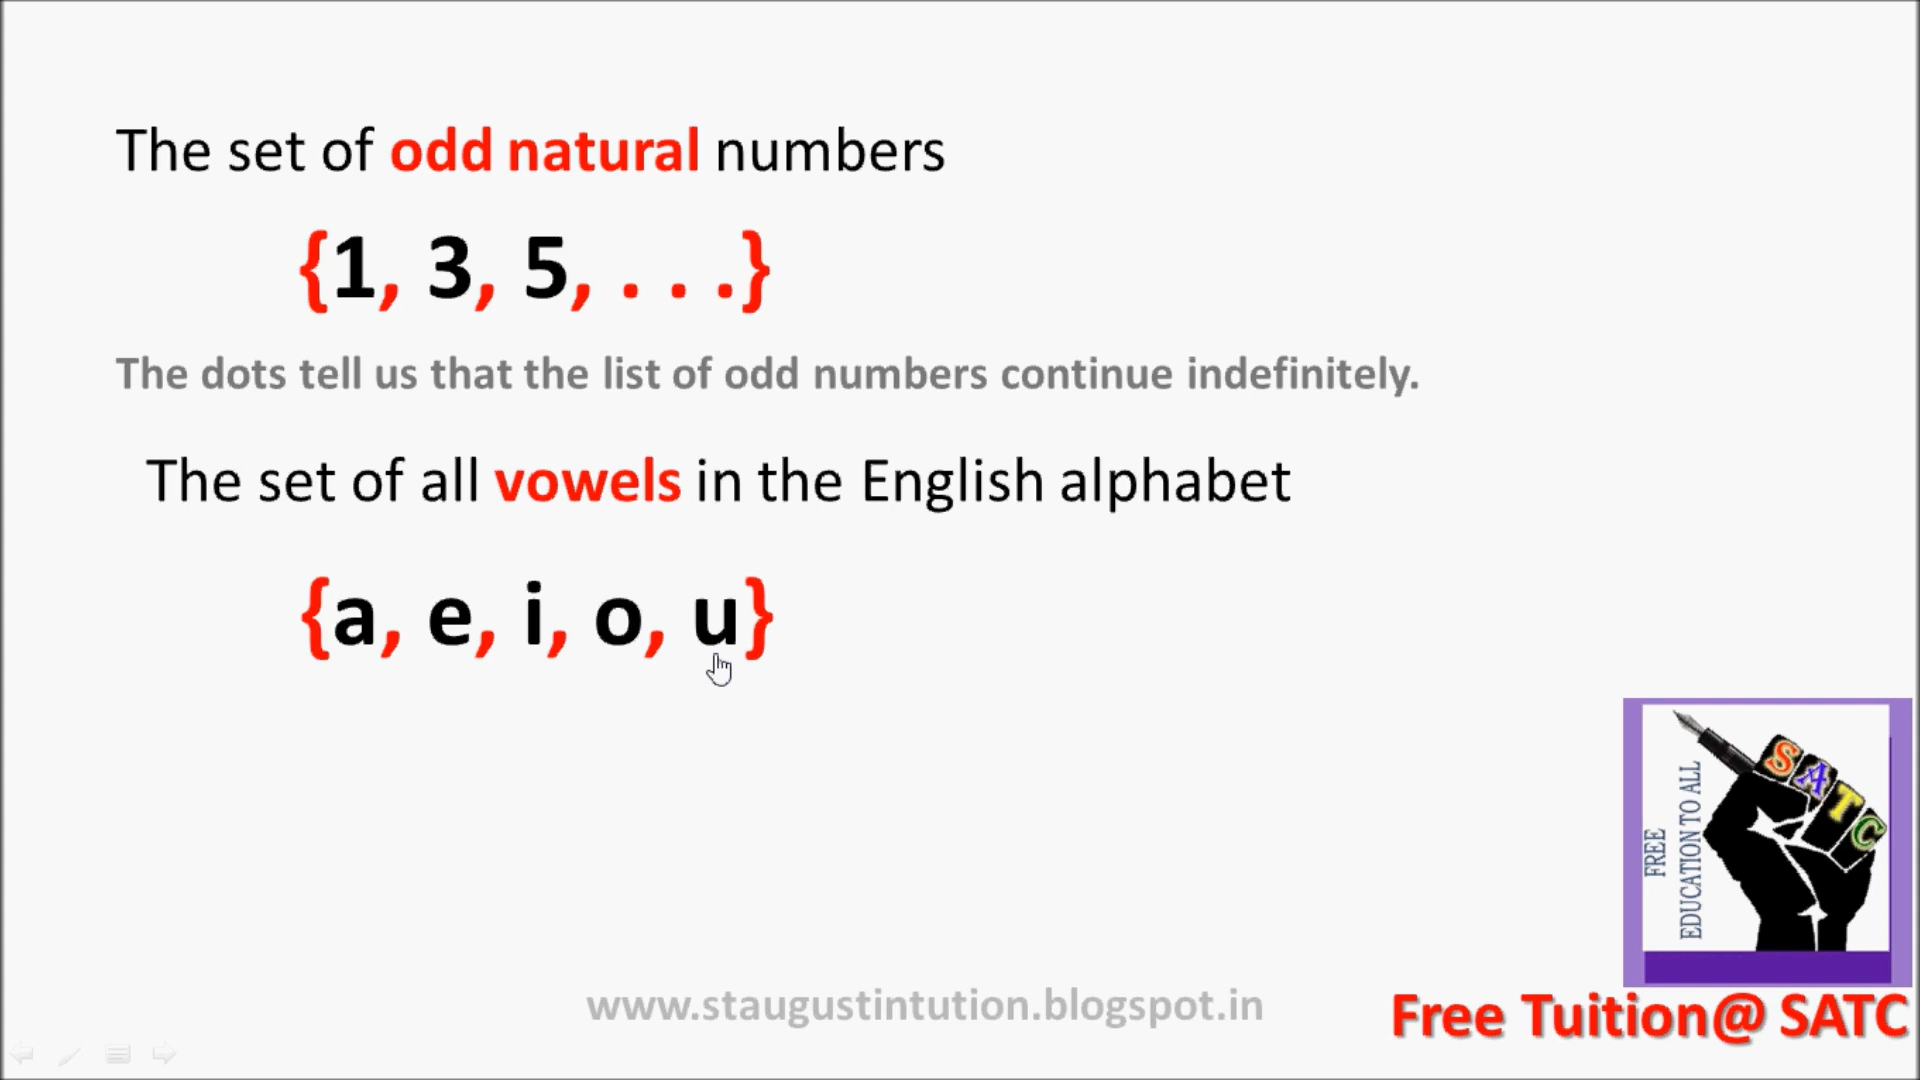 The set of odd natural numbers
{1, 3, 5, . . .}
The dots tell us that the list of odd numbers continue indefinitely.
The set of all vowels in the English alphabet
{a, e, i, o, u}
FREE
EDUCATION TO ALL
SATC
www.staugustintution.blogspot.in
Free Tuition@ SATC